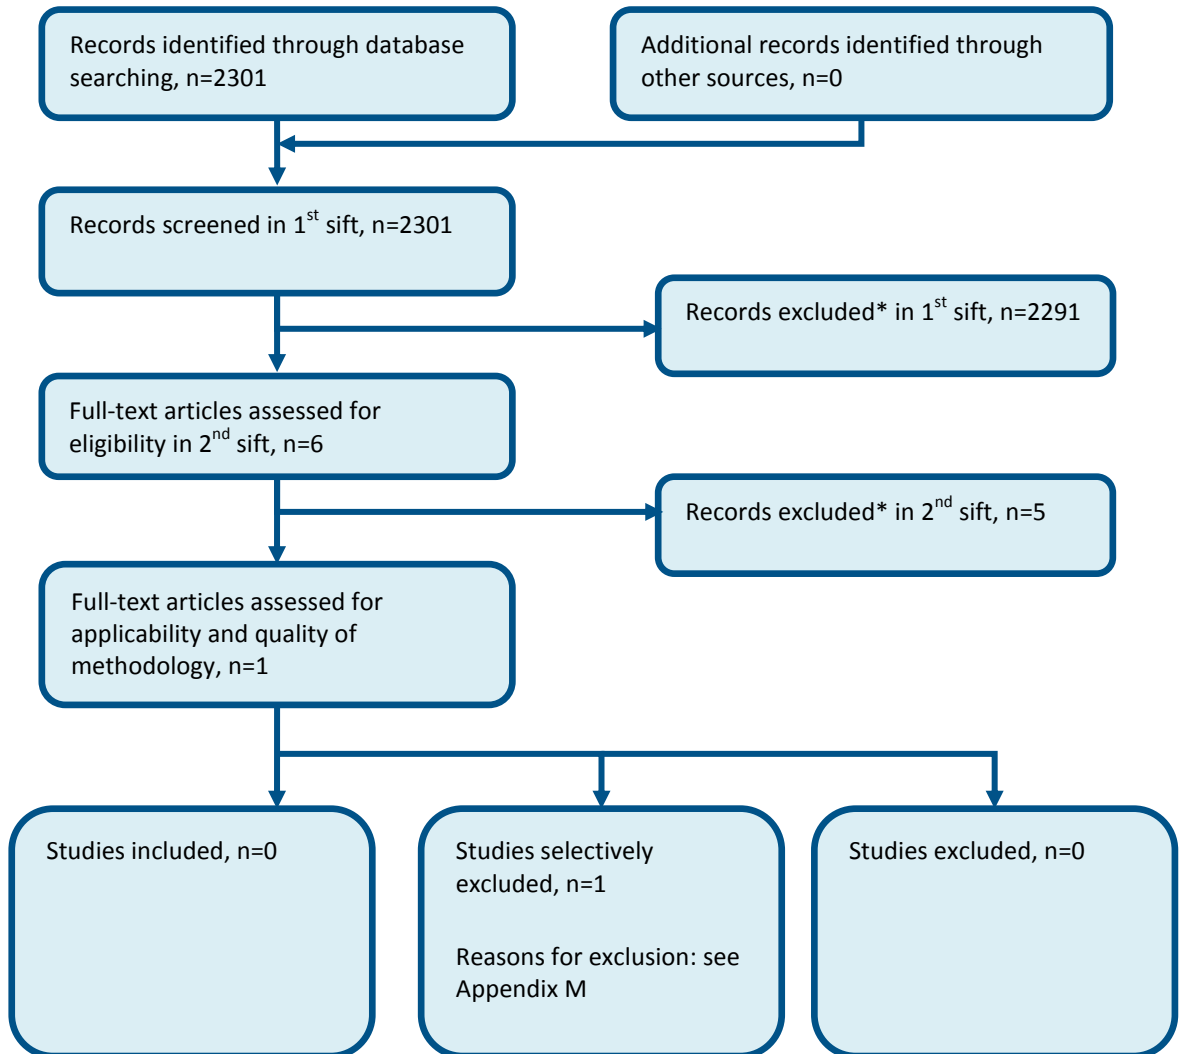 Records identified through database
searching, n=2301
Additional records identified through
other sources, n=0
Records screened in 1st sift, n=2301
Records excluded* in 1st sift, n=2291
Full-text articles assessed for
eligibility in 2nd sift, n=6
Records excluded* in 2nd sift, n=5
Full-text articles assessed for
applicability and quality of
methodology, n=1
Studies included, n=0
Studies selectively
excluded, n=1
Reasons for exclusion: see
Appendix M
Studies excluded, n=0